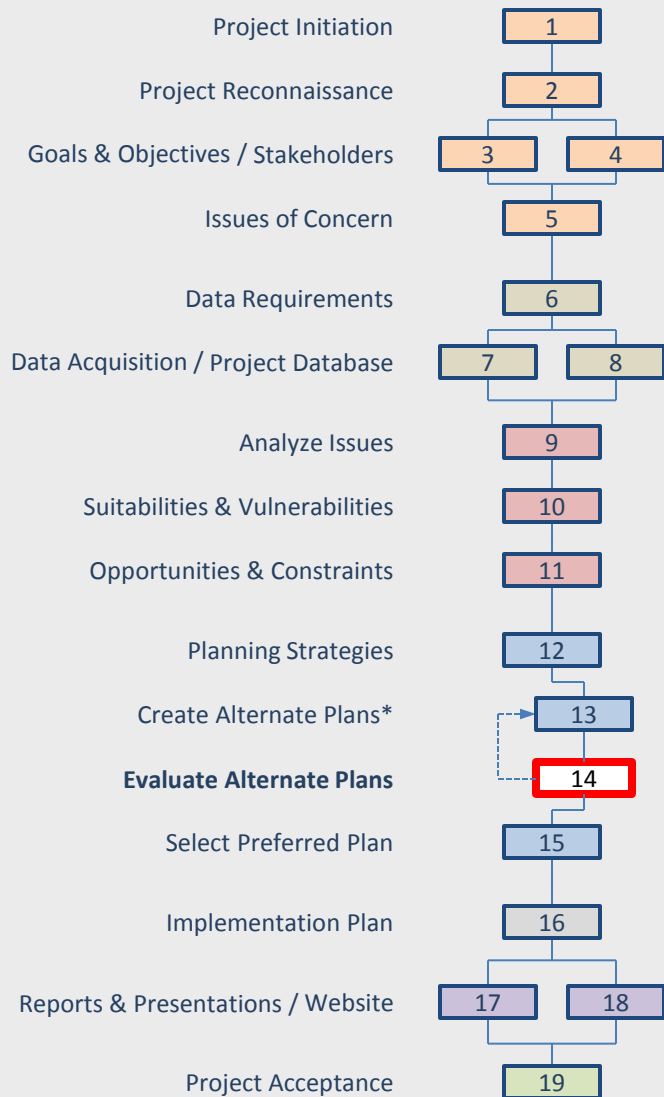 Project Initiation 1
Project Reconnaissance 2
Goals & Objectives / Stakeholders 3 4
Issues of Concern 5
Data Requirements 6
Data Acquisition / Project Database 7 8
Analyze Issues 9
Suitabilities & Vulnerabilities 10
Opportunities & Constraints 11
Planning Strategies 12
Create Alternate Plans* 13
Evaluate Alternate Plans 14
Select Preferred Plan 15
Implementation Plan 16
Reports & Presentations / Website 17 18
Project Acceptance 19